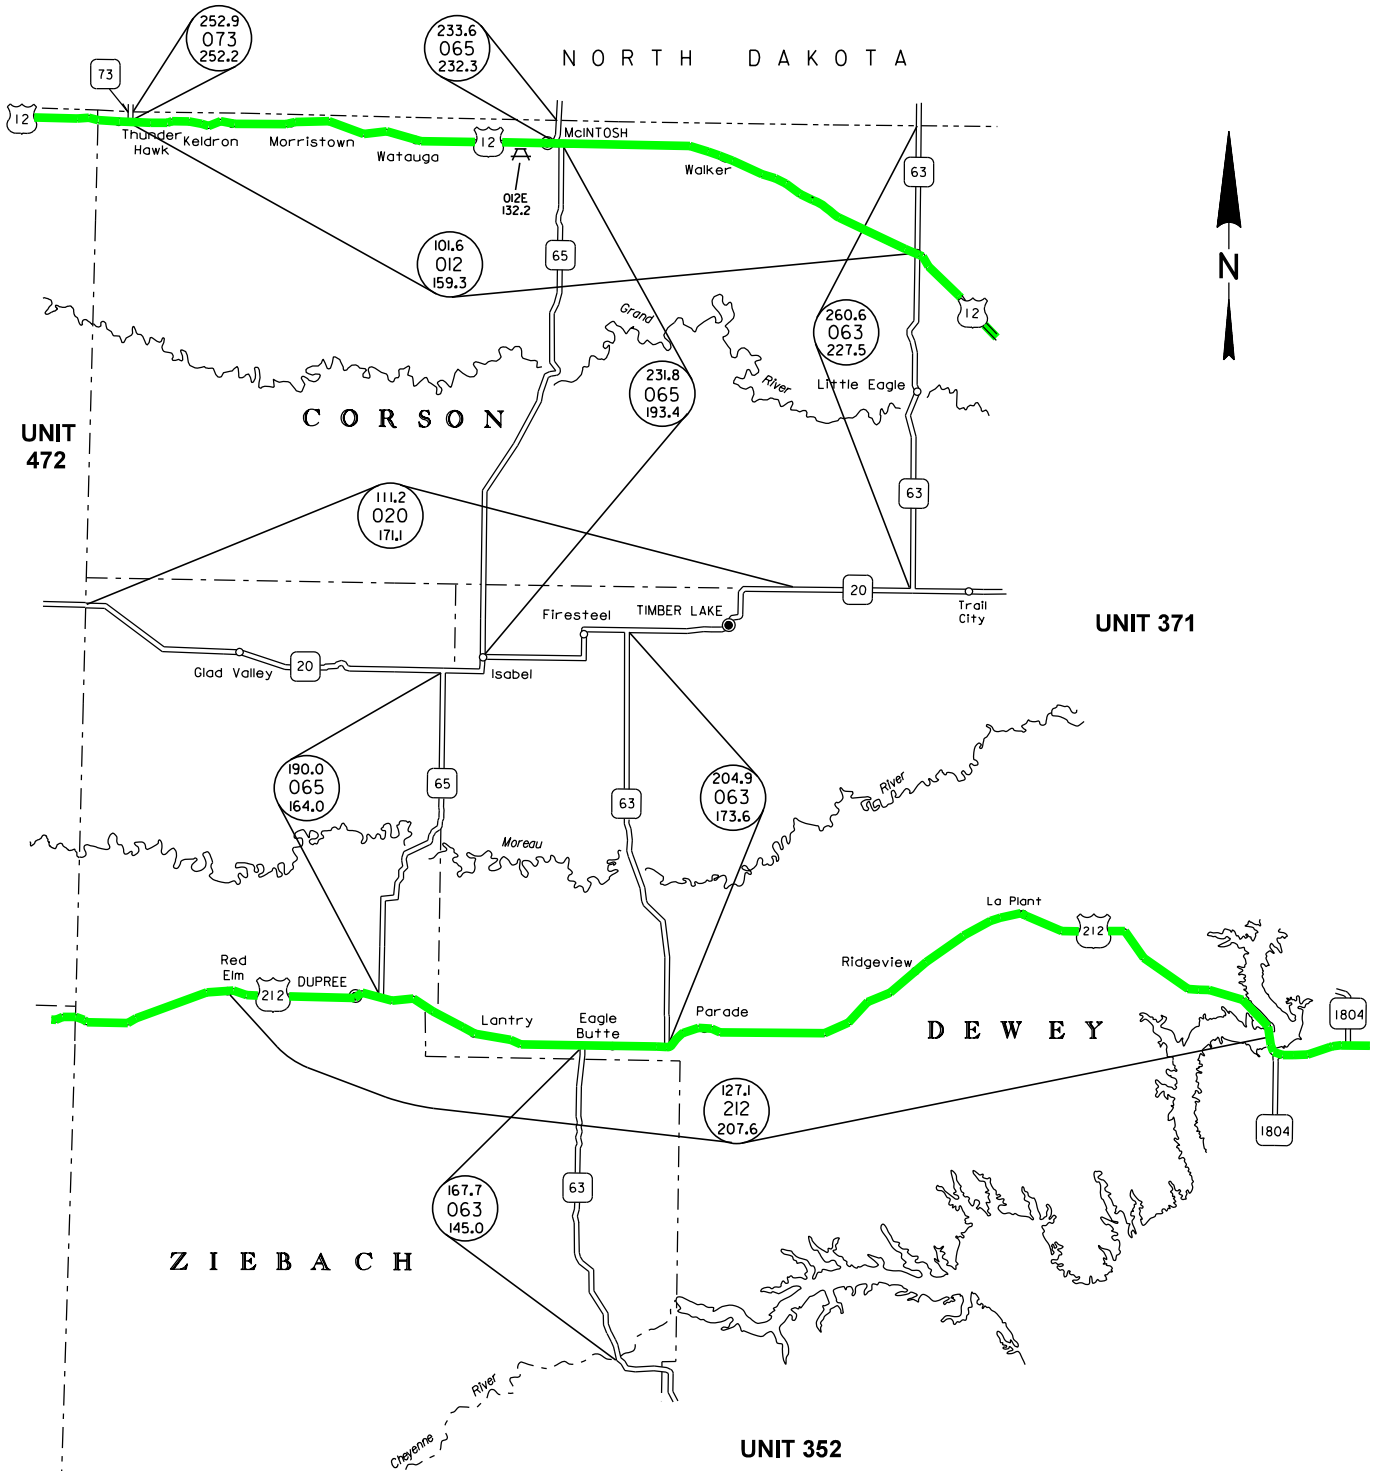 252.9
073
252.2
233.6
065
232.3
NORTH DAKOTA
73
12
Thunder
Hawk
Keldron
Morristown
Watauga
12
McINTOSH
012E
132.2
Walker
63
101.6
012
159.3
65
N
12
Grand
River
260.6
063
227.5
Little Eagle
231.8
065
193.4
CORSON
UNIT
472
111.2
020
171.1
63
20
Trail
City
Firesteel
TIMBER LAKE
UNIT 371
Glad Valley
20
Isabel
190.0
065
164.0
65
63
204.9
063
173.6
River
Moreau
La Plant
212
Red
Elm
212
DUPREE
Ridgeview
Lantry
Eagle
Butte
Parade
DEWEY
1804
127.1
212
207.6
1804
167.7
063
145.0
63
ZIEBACH
River
Cheyenne
UNIT 352